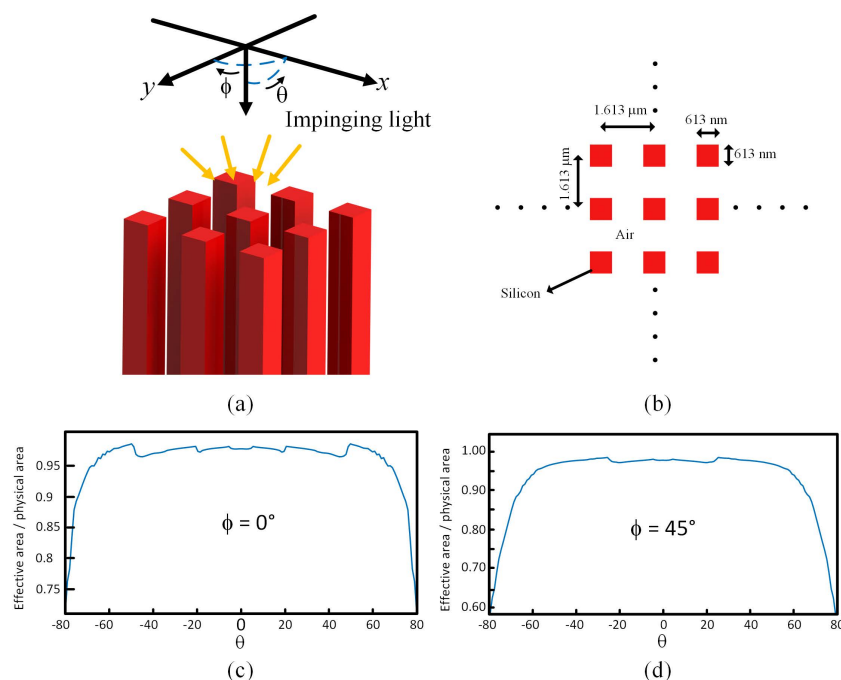 y
ϕ
θ
x
Impinging light
(a)
1.613 μm
613 nm
1.613 μm
613 nm
Air
Silicon
(b)
Effective area / physical area
0.95
0.9
0.85
0.8
0.75
ϕ = 0°
-80 -60 -40 -20 0 20 40 60 80
θ
(c)
Effective area / physical area
1.00
0.90
0.80
0.70
0.60
ϕ = 45°
-80 -60 -40 -20 0 20 40 60 80
θ
(d)